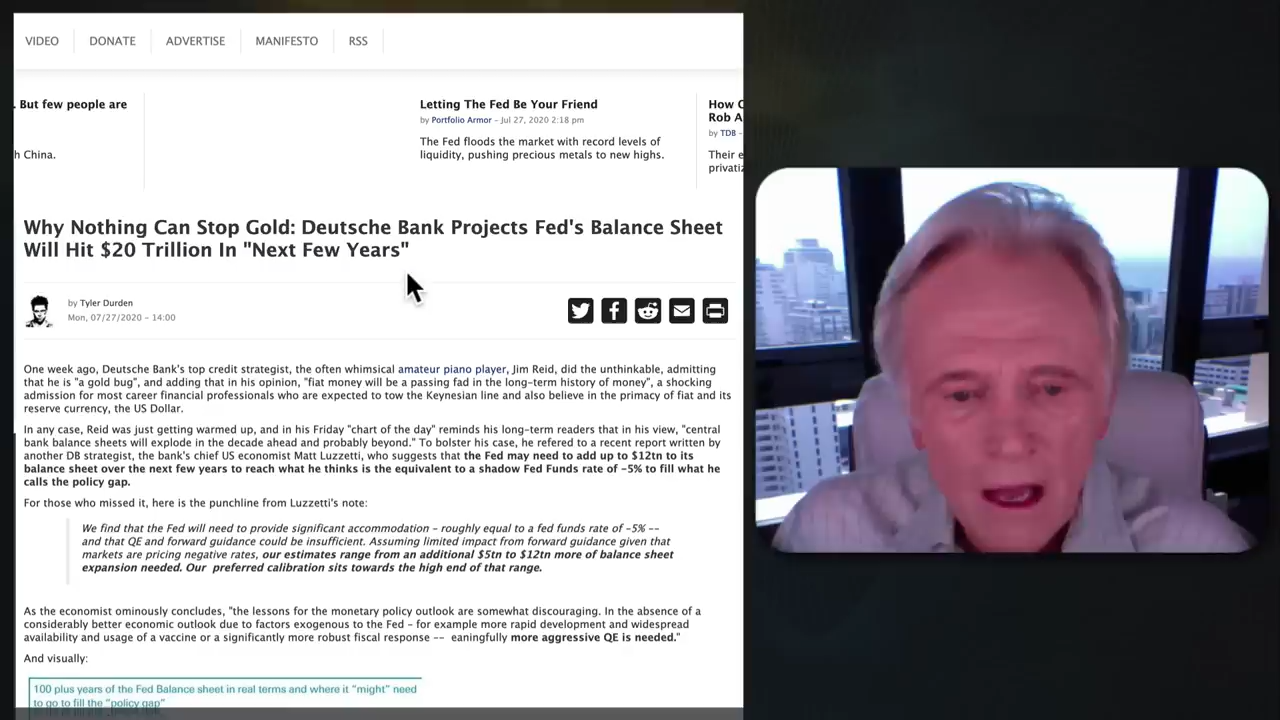 VIDEO DONATE ADVERTISE MANIFESTO RSS
. But few people are
h China.
Letting The Fed Be Your Friend
by Portfolio Armor - Jul 27, 2020 2:18 pm
The Fed floods the market with record levels of
liquidity, pushing precious metals to new highs.
How C
Rob A
by TDB -
Their e
privatiz
Why Nothing Can Stop Gold: Deutsche Bank Projects Fed's Balance Sheet
Will Hit $20 Trillion In "Next Few Years"
by Tyler Durden
Mon, 07/27/2020 - 14:00
One week ago, Deutsche Bank's top credit strategist, the often whimsical amateur piano player, Jim Reid, did the unthinkable, admitting
that he is "a gold bug", and adding that in his opinion, "fiat money will be a passing fad in the long-term history of money", a shocking
admission for most career financial professionals who are expected to tow the Keynesian line and also believe in the primacy of fiat and its
reserve currency, the US Dollar.
In any case, Reid was just getting warmed up, and in his Friday "chart of the day" reminds his long-term readers that in his view, "central
bank balance sheets will explode in the decade ahead and probably beyond." To bolster his case, he refered to a recent report written by
another DB strategist, the bank's chief US economist Matt Luzzetti, who suggests that the Fed may need to add up to $12tn to its
balance sheet over the next few years to reach what he thinks is the equivalent to a shadow Fed Funds rate of -5% to fill what he
calls the policy gap.
For those who missed it, here is the punchline from Luzzetti's note:
We find that the Fed will need to provide significant accommodation - roughly equal to a fed funds rate of -5% --
and that QE and forward guidance could be insufficient. Assuming limited impact from forward guidance given that
markets are pricing negative rates, our estimates range from an additional $5tn to $12tn more of balance sheet
expansion needed. Our preferred calibration sits towards the high end of that range.
As the economist ominously concludes, "the lessons for the monetary policy outlook are somewhat discouraging. In the absence of a
considerably better economic outlook due to factors exogenous to the Fed - for example more rapid development and widespread
availability and usage of a vaccine or a significantly more robust fiscal response -- eaningfully more aggressive QE is needed."
And visually:
100 plus years of the Fed Balance sheet in real terms and where it "might" need
to go to fill the "policy gap"